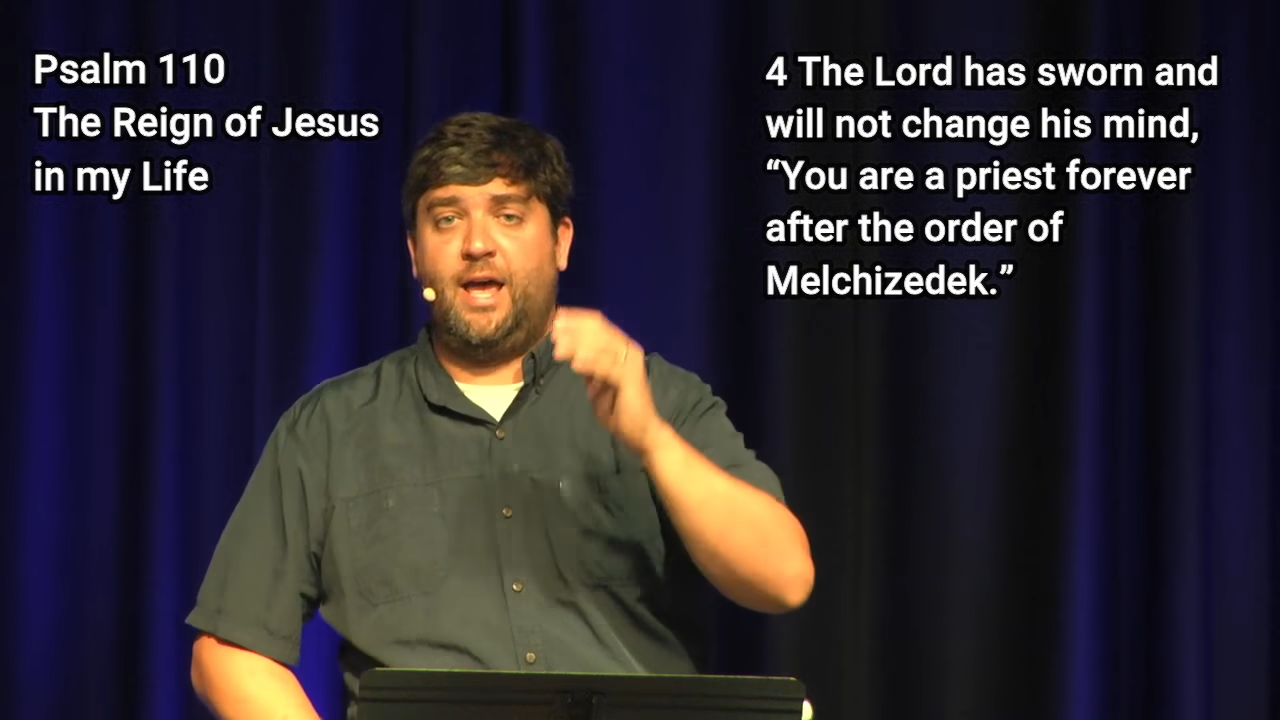 Psalm 110
The Reign of Jesus
in my Life
4 The Lord has sworn and
will not change his mind,
“You are a priest forever
after the order of
Melchizedek.”